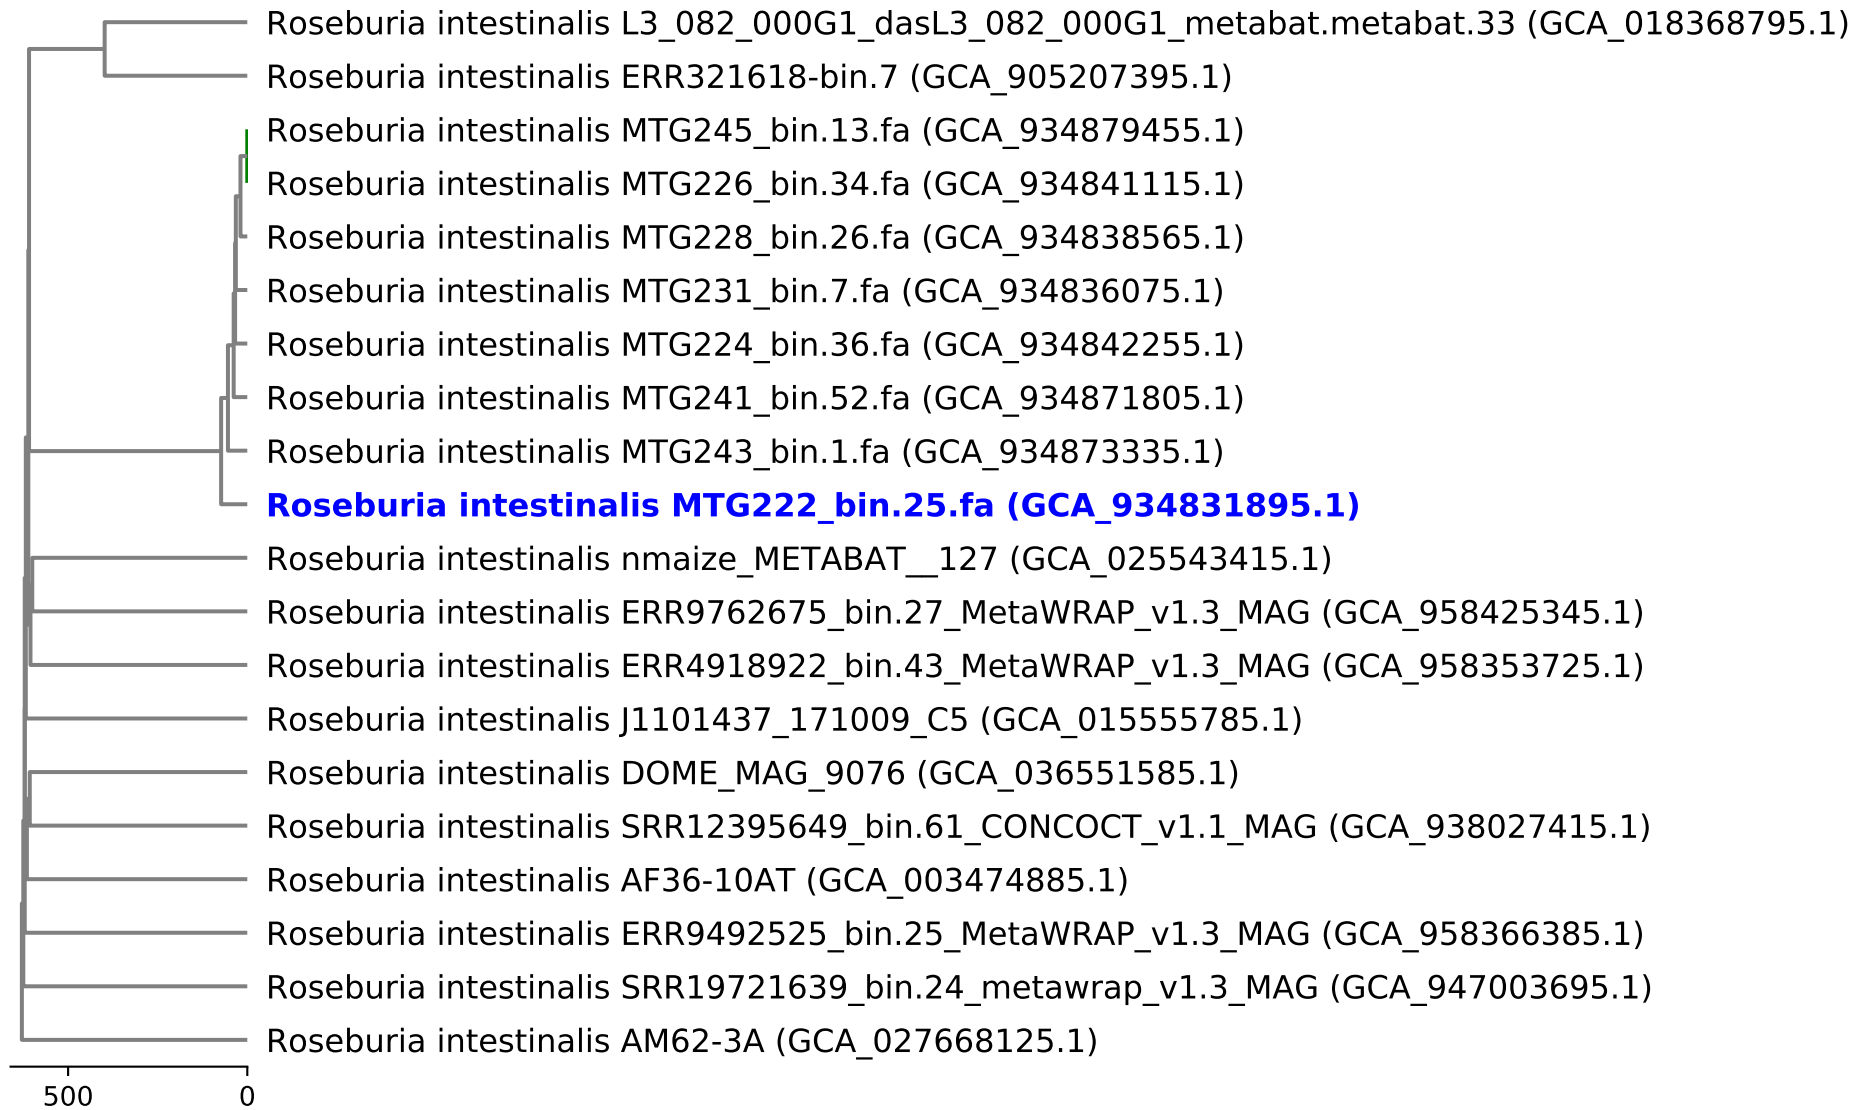 Roseburia intestinalis L3_082_000G1_dasL3_082_000G1_metabat.metabat.33 (GCA_018368795.1)
Roseburia intestinalis ERR321618-bin.7 (GCA_905207395.1)
Roseburia intestinalis MTG245_bin.13.fa (GCA_934879455.1)
Roseburia intestinalis MTG226_bin.34.fa (GCA_934841115.1)
Roseburia intestinalis MTG228_bin.26.fa (GCA_934838565.1)
Roseburia intestinalis MTG231_bin.7.fa (GCA_934836075.1)
Roseburia intestinalis MTG224_bin.36.fa (GCA_934842255.1)
Roseburia intestinalis MTG241_bin.52.fa (GCA_934871805.1)
Roseburia intestinalis MTG243_bin.1.fa (GCA_934873335.1)
Roseburia intestinalis MTG222_bin.25.fa (GCA_934831895.1)
Roseburia intestinalis nmaize_METABAT__127 (GCA_025543415.1)
Roseburia intestinalis ERR9762675_bin.27_MetaWRAP_v1.3_MAG (GCA_958425345.1)
Roseburia intestinalis ERR4918922_bin.43_MetaWRAP_v1.3_MAG (GCA_958353725.1)
Roseburia intestinalis J1101437_171009_C5 (GCA_015555785.1)
Roseburia intestinalis DOME_MAG_9076 (GCA_036551585.1)
Roseburia intestinalis SRR12395649_bin.61_CONCOCT_v1.1_MAG (GCA_938027415.1)
Roseburia intestinalis AF36-10AT (GCA_003474885.1)
Roseburia intestinalis ERR9492525_bin.25_MetaWRAP_v1.3_MAG (GCA_958366385.1)
Roseburia intestinalis SRR19721639_bin.24_metawrap_v1.3_MAG (GCA_947003695.1)
Roseburia intestinalis AM62-3A (GCA_027668125.1)
500 0